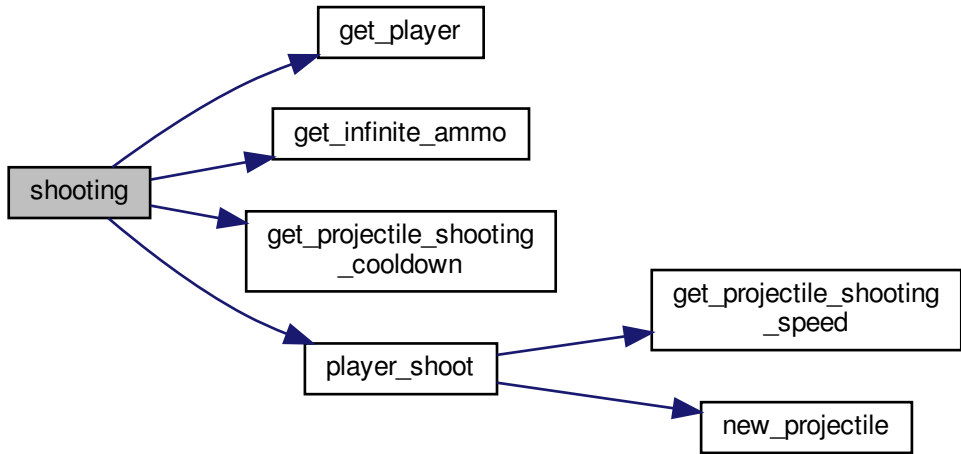 get_player
get_infinite_ammo
shooting
get_projectile_shooting
_cooldown
get_projectile_shooting
_speed
player_shoot
new_projectile